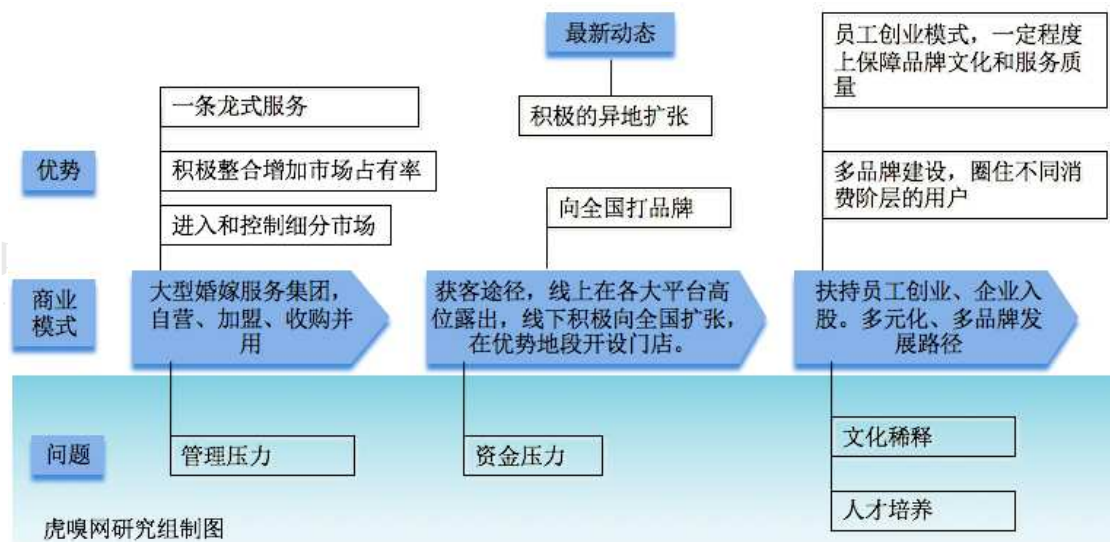 最新动态
积极的异地扩张
员工创业模式，一定程度
上保障品牌文化和服务质
量
一条龙式服务
优势
积极整合增加市场占有率
进入和控制细分市场
向全国打品牌
多品牌建设，圈住不同消
费阶层的用户
商业
模式
大型婚嫁服务集团，
自营、加盟、收购并
用
获客途径，线上在各大平台高
位露出，线下积极向全国扩张，
在优势地段开设门店。
扶持员工创业、企业入
股。多元化、多品牌发
展路径
问题
管理压力
资金压力
文化稀释
人才培养
虎嗅网研究组制图